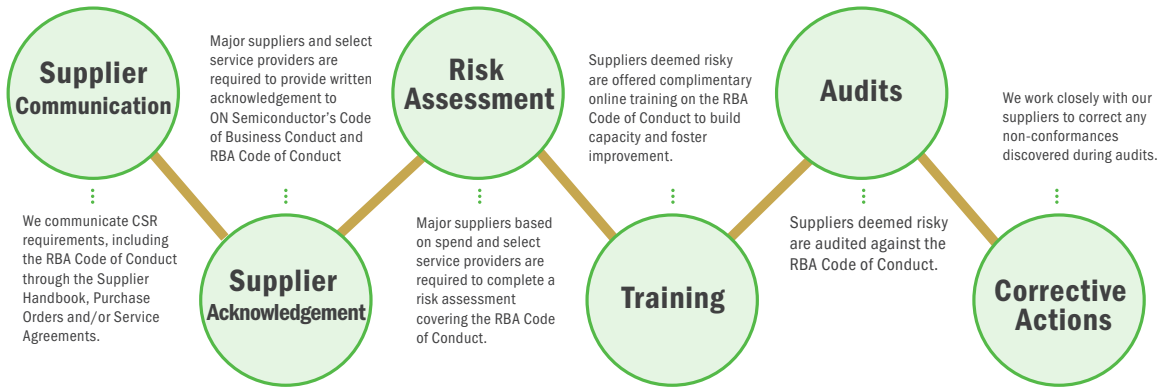 Supplier
Communication
We communicate CSR
requirements, including
the RBA Code of Conduct
through the Supplier
Handbook, Purchase
Orders and/or Service
Agreements.
Major suppliers and select
service providers are
required to provide written
acknowledgement to
ON Semiconductor's Code
of Business Conduct and
RBA Code of Conduct
Supplier
Acknowledgement
Risk
Assessment
Major suppliers based
on spend and select
service providers are
required to complete a
risk assessment
covering the RBA Code
of Conduct.
Suppliers deemed risky
are offered complimentary
online training on the RBA
Code of Conduct to build
capacity and foster
improvement.
Training
Audits
Suppliers deemed risky
are audited against the
RBA Code of Conduct.
We work closely with our
suppliers to correct any
non-conformances
discovered during audits.
Corrective
Actions